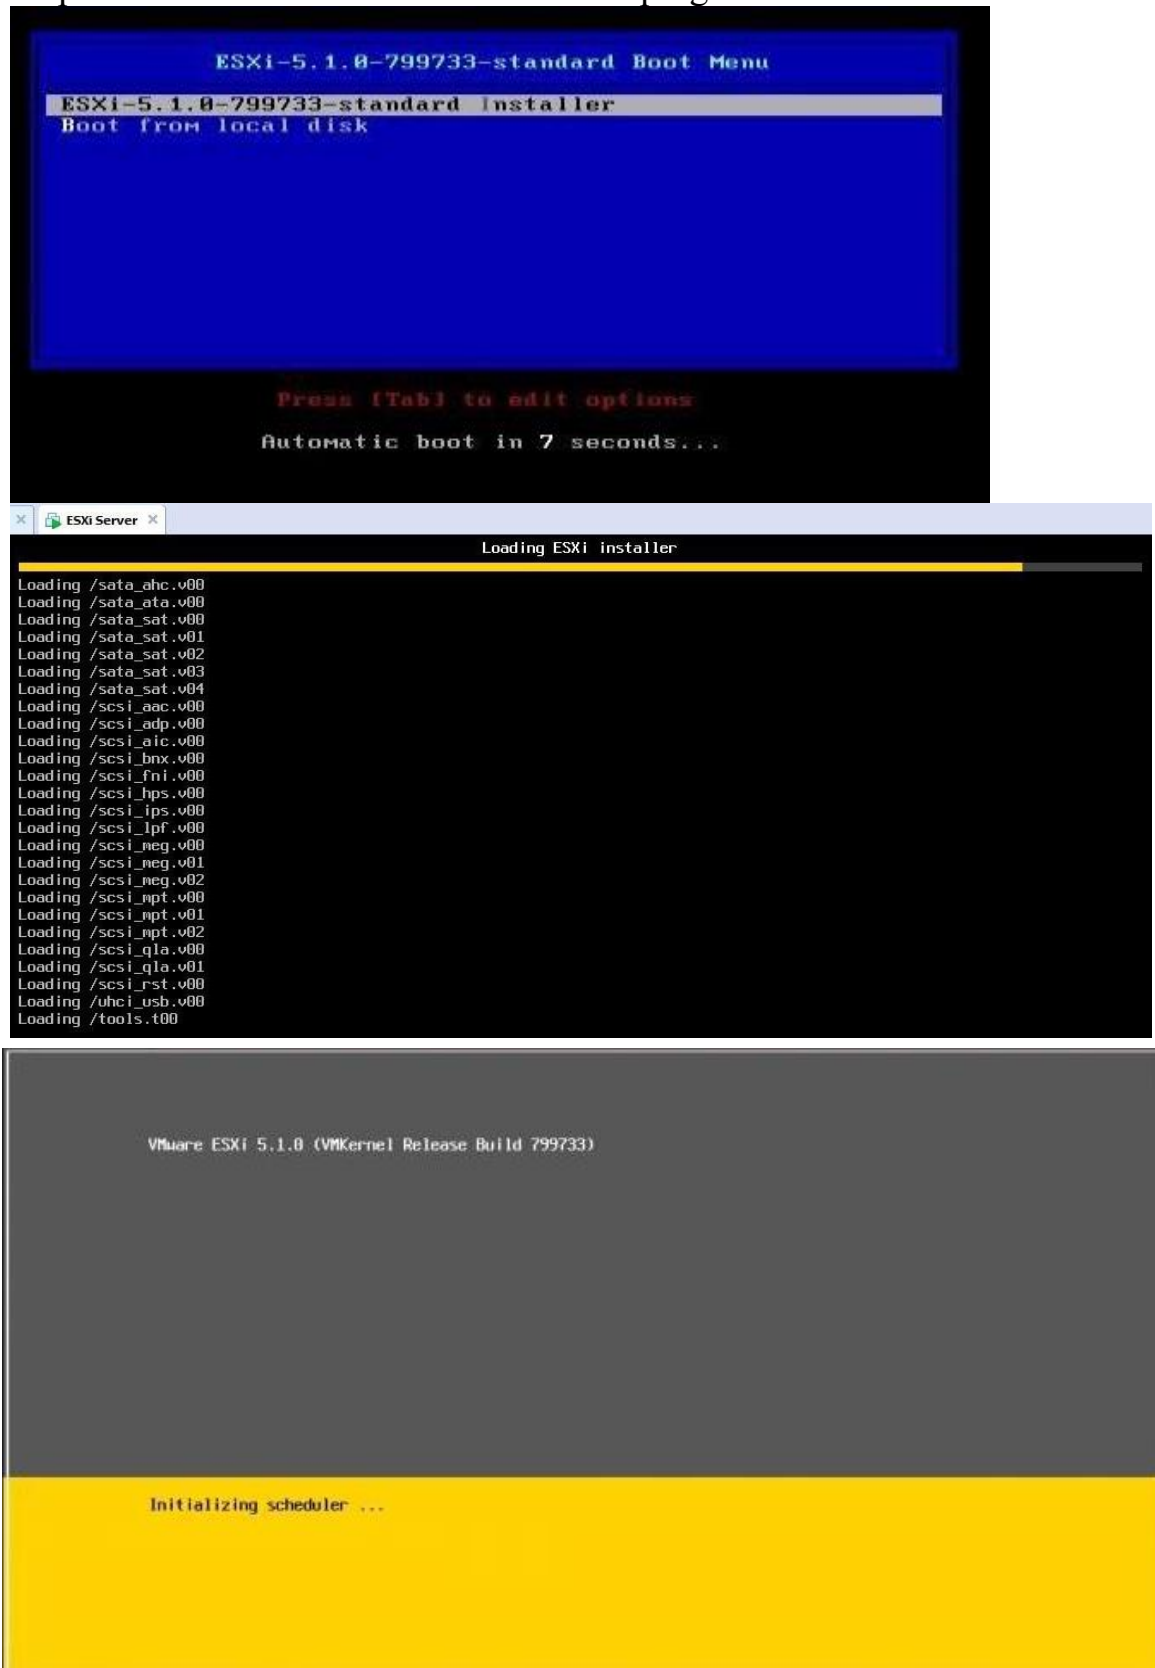 ESXi-5.1.0-799733-standard Boot Menu
ESXi-5.1.0-799733-standard Installer
Boot from local disk
Press [Tab] to edit options
Automatic boot in 7 seconds...
ESXi Server
Loading ESXi installer
Loading /sata_ahc.v00
Loading /sata_ata.v00
Loading /sata_sat.v00
Loading /sata_sat.v01
Loading /sata_sat.v02
Loading /sata_sat.v03
Loading /sata_sat.v04
Loading /scsi_aac.v00
Loading /scsi_adp.v00
Loading /scsi_aic.v00
Loading /scsi_bnx.v00
Loading /scsi_fni.v00
Loading /scsi_hps.v00
Loading /scsi_ips.v00
Loading /scsi_lpf.v00
Loading /scsi_meg.v00
Loading /scsi_meg.v01
Loading /scsi_meg.v02
Loading /scsi_mpt.v00
Loading /scsi_mpt.v01
Loading /scsi_mpt.v02
Loading /scsi_qla.v00
Loading /scsi_qla.v01
Loading /scsi_rst.v00
Loading /uhci_usb.v00
Loading /tools.t00
VMware ESXi 5.1.0 (VMKernel Release Build 799733)
Initializing scheduler ...